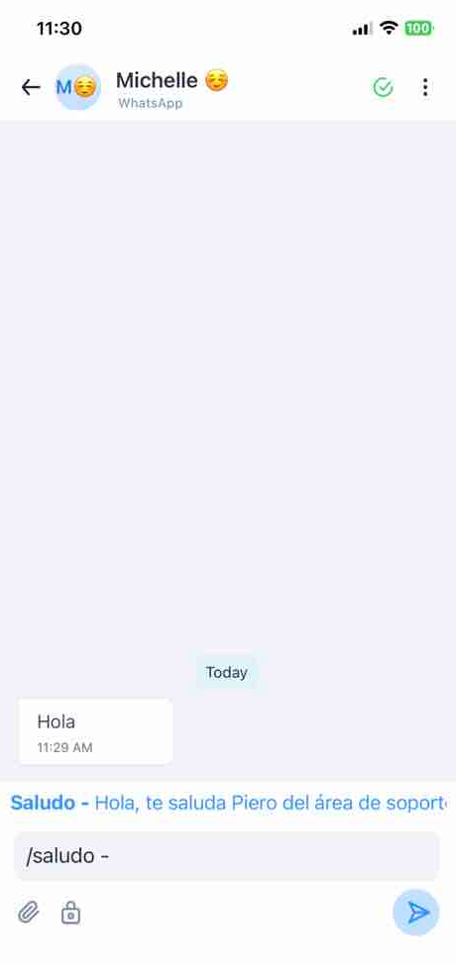 11:30
100
M
Michelle
WhatsApp
Today
Hola
11:29 AM
Saludo - Hola, te saluda Piero del área de soport
/saludo -